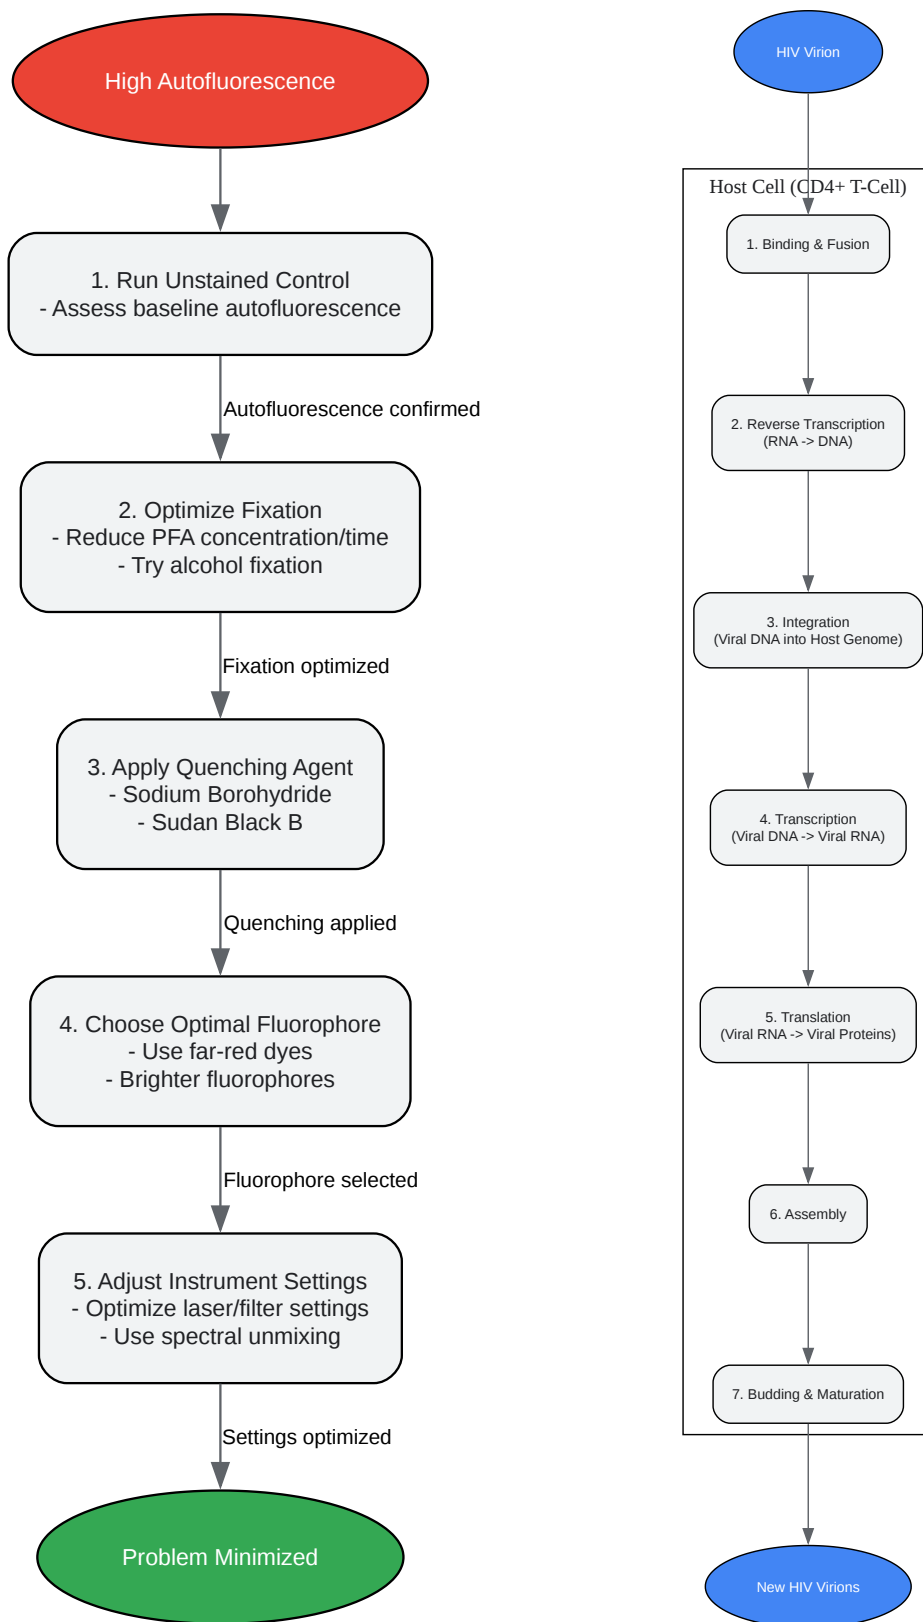 High Autofluorescence
1. Run Unstained Control
- Assess baseline autofluorescence
Autofluorescence confirmed
2. Optimize Fixation
- Reduce PFA concentration/time
- Try alcohol fixation
Fixation optimized
3. Apply Quenching Agent
- Sodium Borohydride
- Sudan Black B
Quenching applied
4. Choose Optimal Fluorophore
- Use far-red dyes
- Brighter fluorophores
Fluorophore selected
5. Adjust Instrument Settings
- Optimize laser/filter settings
- Use spectral unmixing
Settings optimized
Problem Minimized
HIV Virion
Host Cell (CD4+ T-Cell)
1. Binding & Fusion
2. Reverse Transcription
(RNA -> DNA)
3. Integration
(Viral DNA into Host Genome)
4. Transcription
(Viral DNA -> Viral RNA)
5. Translation
(Viral RNA -> Viral Proteins)
6. Assembly
7. Budding & Maturation
New HIV Virions